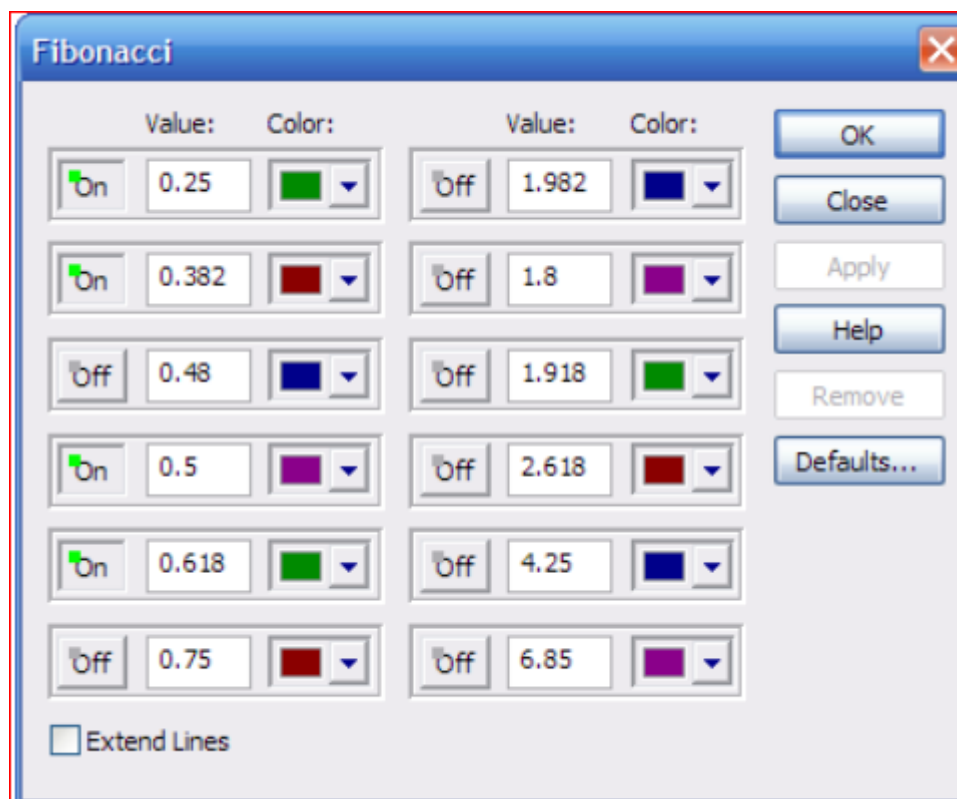 Fibonacci
Value: Color: Value: Color:
On 0.25 Off 1.982 OK
Close
On 0.382 Off 1.8 Apply
Help
Off 0.48 Off 1.918
Remove
On 0.5 Off 2.618 Defaults...
On 0.618 Off 4.25
Off 0.75 Off 6.85
Extend Lines